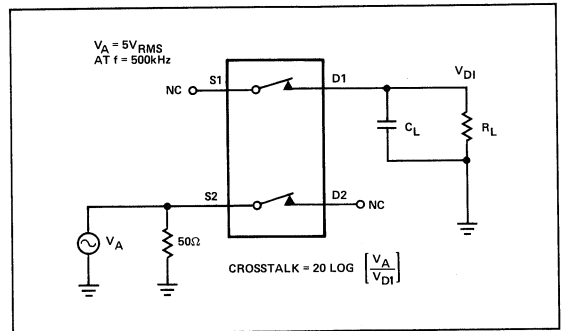 V_A = 5V_RMS
AT f = 500kHz
NC
S1
D1
V_D1
C_L
R_L
S2
D2
NC
V_A
50Ω
CROSSTALK = 20 LOG [V_A / V_D1]